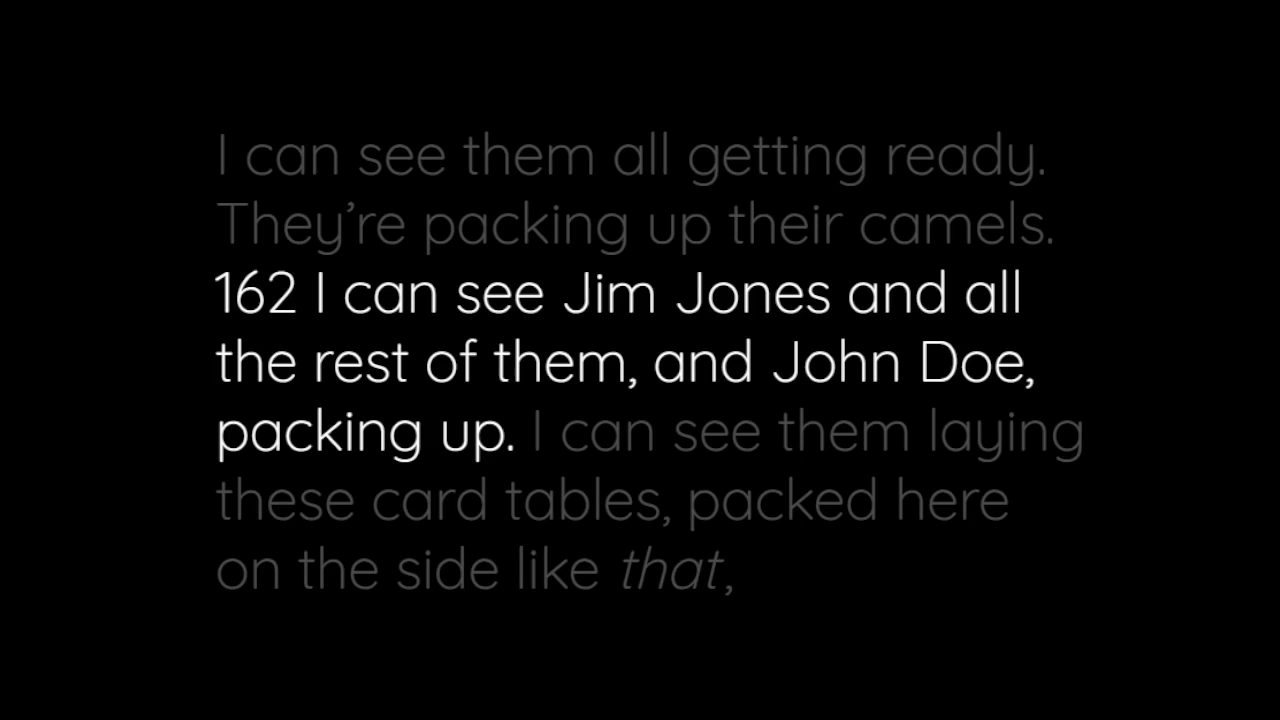 I can see them all getting ready.
They’re packing up their camels.
162 I can see Jim Jones and all
the rest of them, and John Doe,
packing up. I can see them laying
these card tables, packed here
on the side like that,